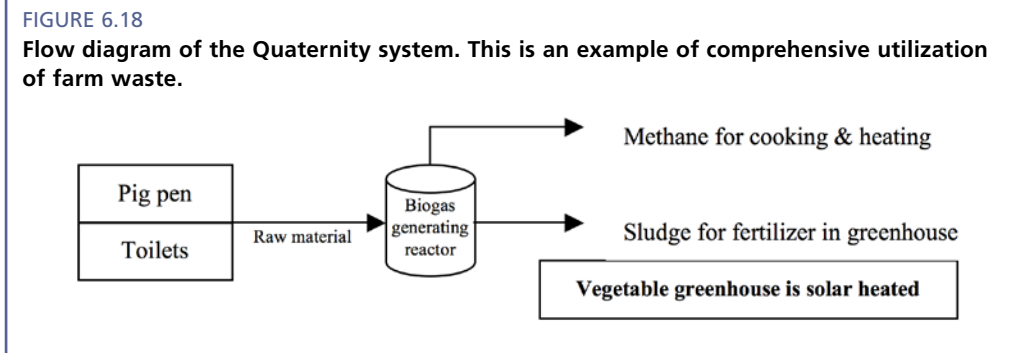 FIGURE 6.18
Flow diagram of the Quaternity system. This is an example of comprehensive utilization
of farm waste.
Methane for cooking & heating
Pig pen
Toilets
Raw material
Biogas
generating
reactor
Sludge for fertilizer in greenhouse
Vegetable greenhouse is solar heated